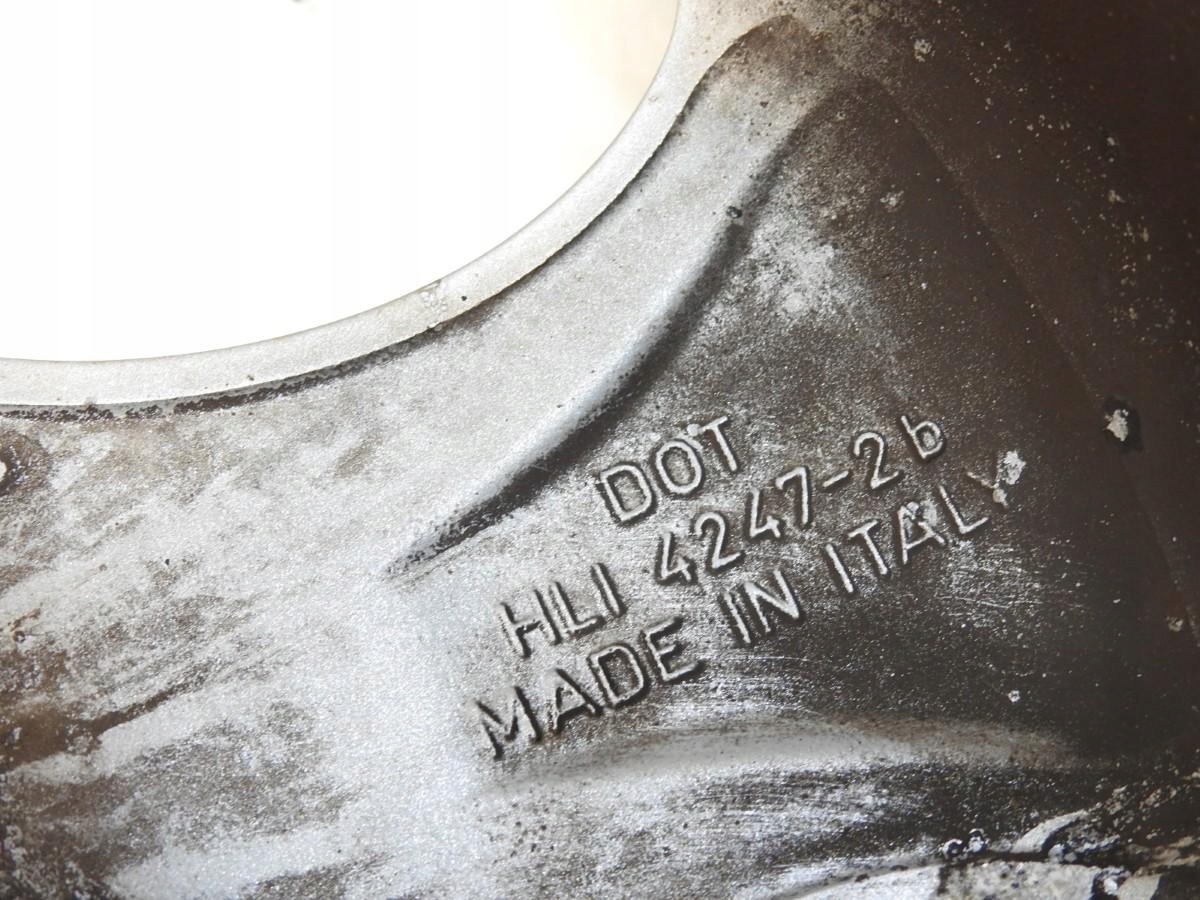 DOT
HLI 4247-2b
MADE IN ITALY